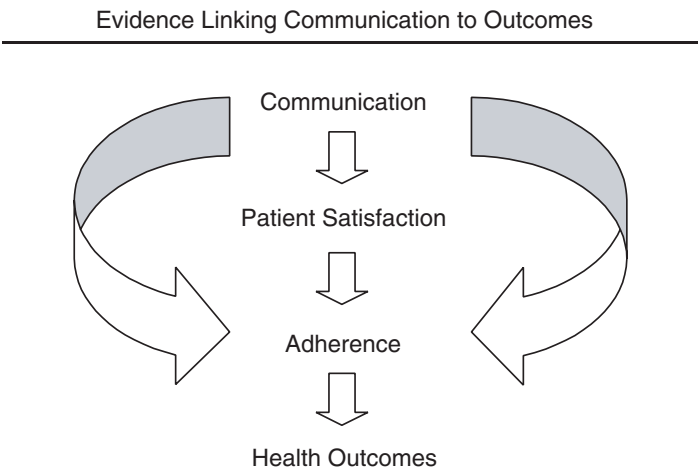 Evidence Linking Communication to Outcomes
Communication
Patient Satisfaction
Adherence
Health Outcomes